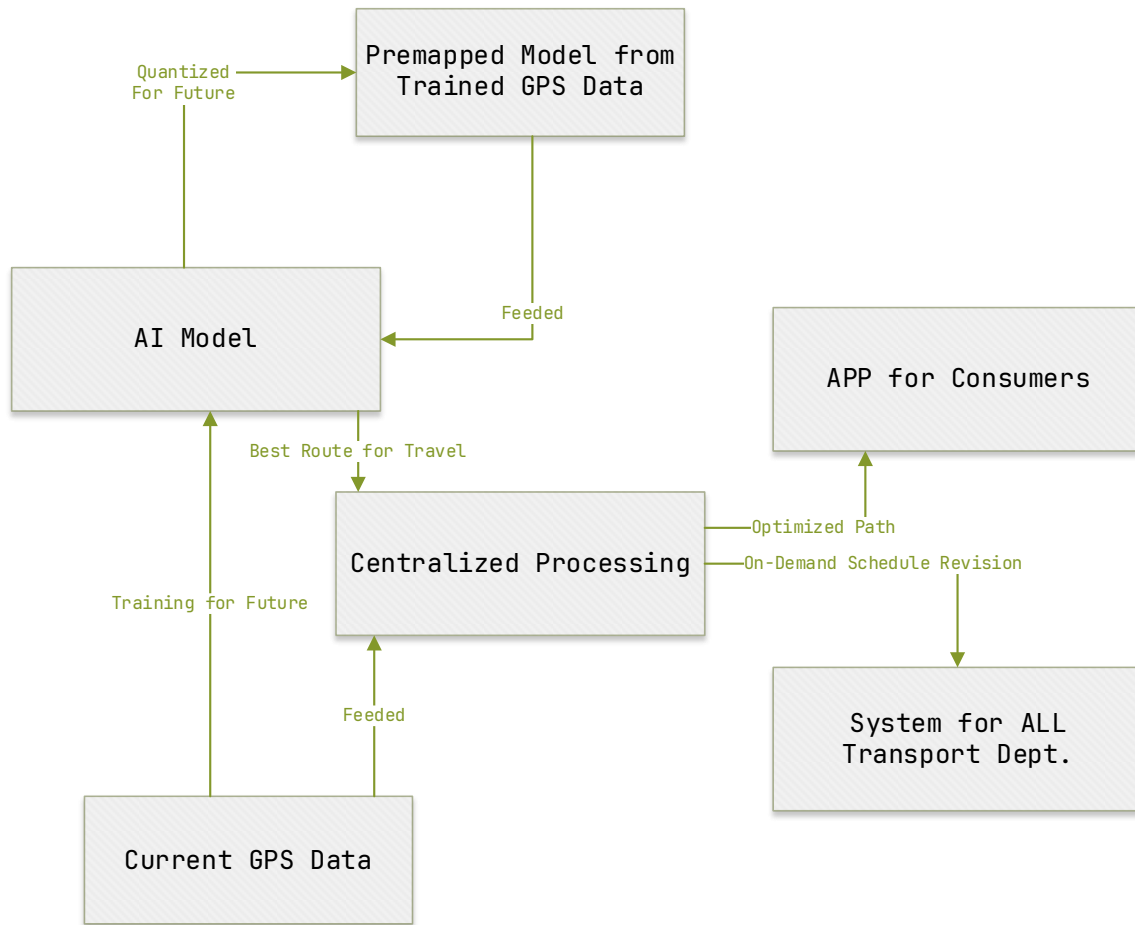 Premapped Model from
Trained GPS Data
Quantized
For Future
Feeded
AI Model
APP for Consumers
Best Route for Travel
Optimized Path
Centralized Processing
On-Demand Schedule Revision
Training for Future
Feeded
System for ALL
Transport Dept.
Current GPS Data